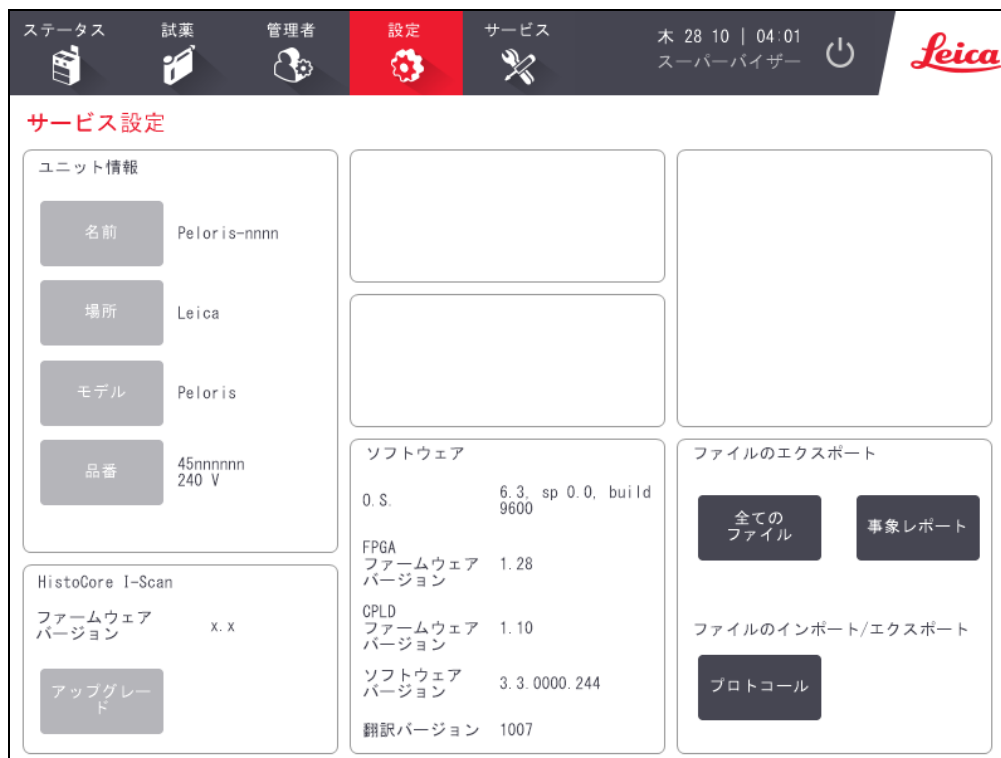 ステータス
試薬
管理者
設定
サービス
木 28 10 | 04:01
スーパーバイザー
Leica
サービス設定
ユニット情報
名前
Peloris-nnnn
場所
Leica
モデル
Peloris
品番
45nnnnnn
240 V
HistoCore I-Scan
ファームウェア
バージョン
x.x
アップグレー
ド
ソフトウェア
O.S.
6.3, sp 0.0, build
9600
FPGA
ファームウェア
バージョン
1.28
CPLD
ファームウェア
バージョン
1.10
ソフトウェア
バージョン
3.3.0000.244
翻訳バージョン
1007
ファイルのエクスポート
全ての
ファイル
事象レポート
ファイルのインポート/エクスポート
プロトコール